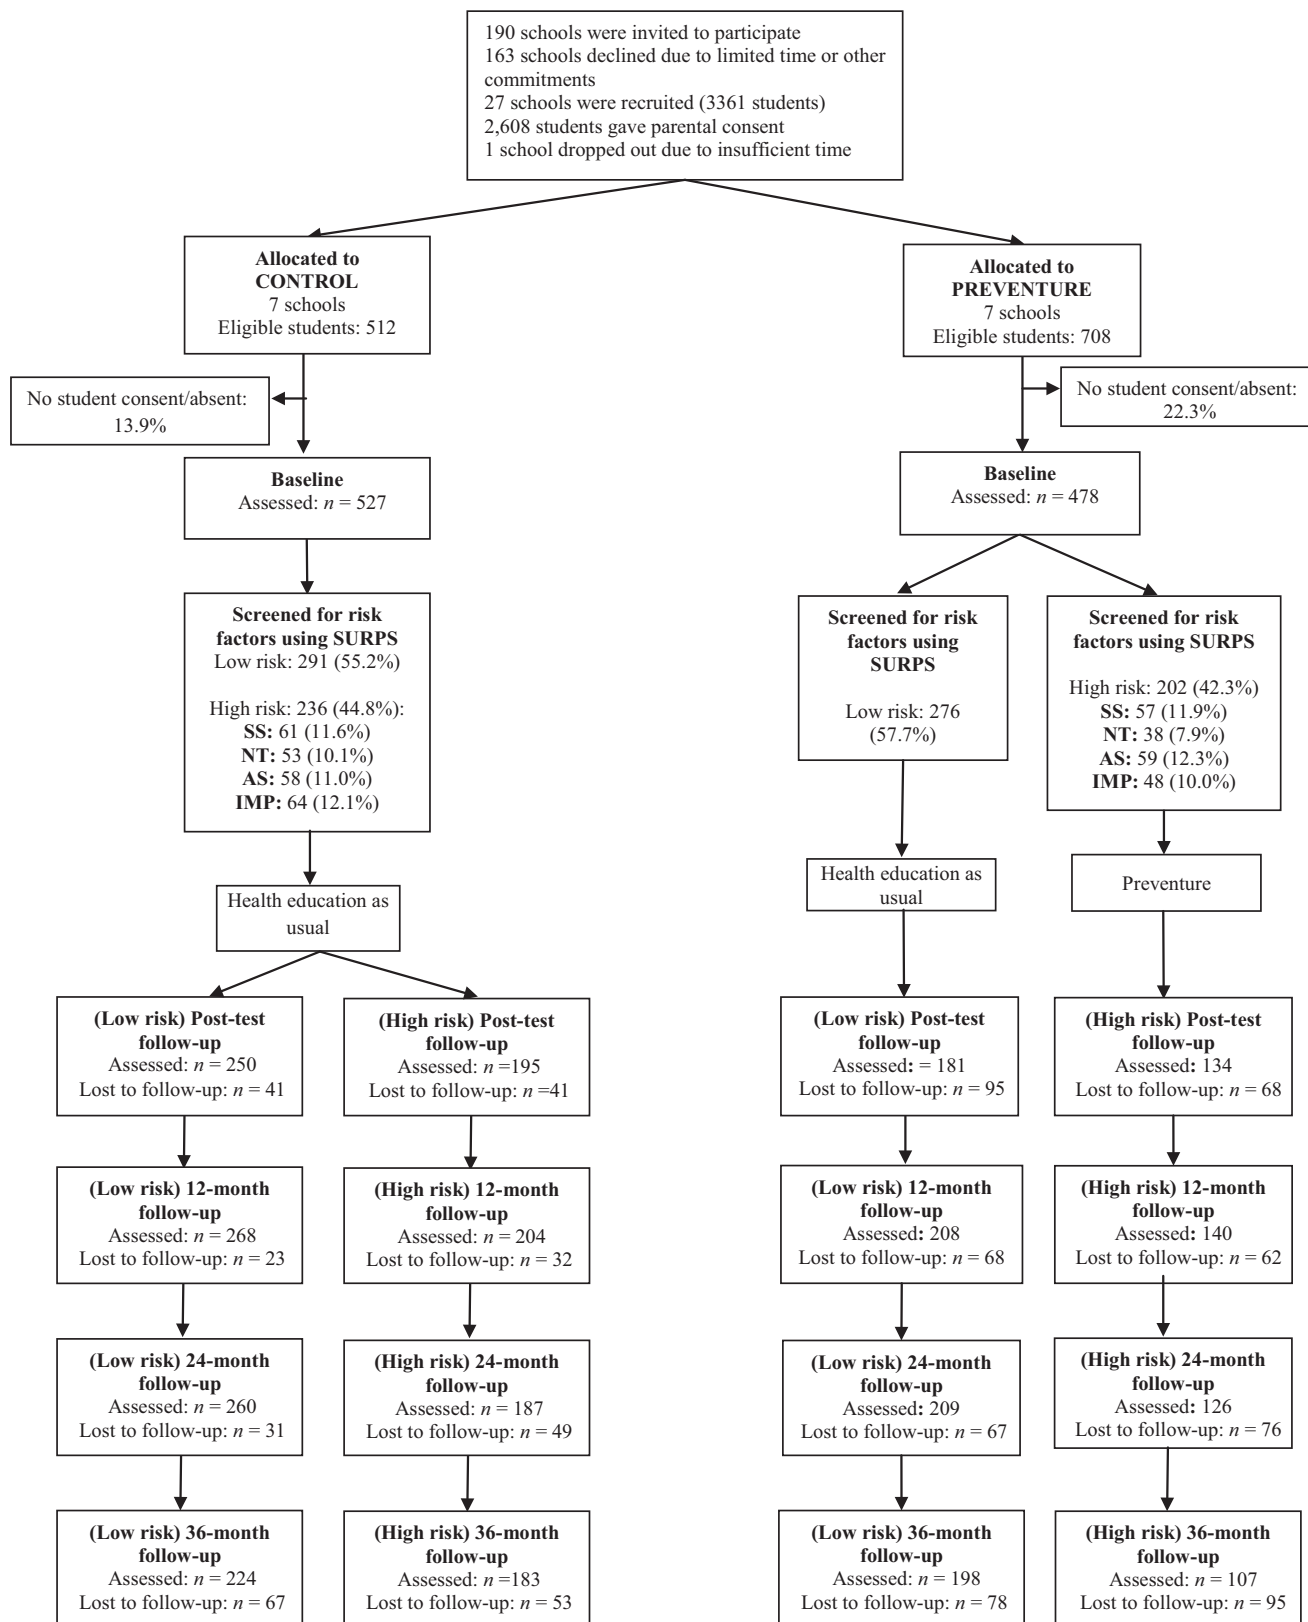 190 schools were invited to participate
163 schools declined due to limited time or other
commitments
27 schools were recruited (3361 students)
2,608 students gave parental consent
1 school dropped out due to insufficient time
Allocated to
CONTROL
7 schools
Eligible students: 512
Allocated to
PREVENTURE
7 schools
Eligible students: 708
No student consent/absent:
13.9%
No student consent/absent:
22.3%
Baseline
Assessed: n = 527
Baseline
Assessed: n = 478
Screened for risk
factors using SURPS
Low risk: 291 (55.2%)
High risk: 236 (44.8%):
SS: 61 (11.6%)
NT: 53 (10.1%)
AS: 58 (11.0%)
IMP: 64 (12.1%)
Screened for risk
factors using
SURPS
Low risk: 276
(57.7%)
Screened for risk
factors using SURPS
High risk: 202 (42.3%)
SS: 57 (11.9%)
NT: 38 (7.9%)
AS: 59 (12.3%)
IMP: 48 (10.0%)
Health education as
usual
Health education as
usual
Preventure
(Low risk) Post-test
follow-up
Assessed: n = 250
Lost to follow-up: n = 41
(High risk) Post-test
follow-up
Assessed: n =195
Lost to follow-up: n =41
(Low risk) Post-test
follow-up
Assessed: = 181
Lost to follow-up: n = 95
(High risk) Post-test
follow-up
Assessed: 134
Lost to follow-up: n = 68
(Low risk) 12-month
follow-up
Assessed: n = 268
Lost to follow-up: n = 23
(High risk) 12-month
follow-up
Assessed: n = 204
Lost to follow-up: n = 32
(Low risk) 12-month
follow-up
Assessed: 208
Lost to follow-up: n = 68
(High risk) 12-month
follow-up
Assessed: 140
Lost to follow-up: n = 62
(Low risk) 24-month
follow-up
Assessed: n = 260
Lost to follow-up: n = 31
(High risk) 24-month
follow-up
Assessed: n = 187
Lost to follow-up: n = 49
(Low risk) 24-month
follow-up
Assessed: 209
Lost to follow-up: n = 67
(High risk) 24-month
follow-up
Assessed: 126
Lost to follow-up: n = 76
(Low risk) 36-month
follow-up
Assessed: n = 224
Lost to follow-up: n = 67
(High risk) 36-month
follow-up
Assessed: n =183
Lost to follow-up: n = 53
(Low risk) 36-month
follow-up
Assessed: n = 198
Lost to follow-up: n = 78
(High risk) 36-month
follow-up
Assessed: n = 107
Lost to follow-up: n = 95